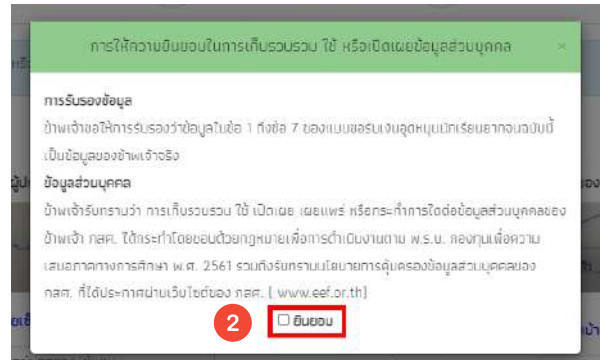 การให้ความยินยอมในการเก็บรวบรวม ใช้ หรือเปิดเผยข้อมูลส่วนบุคคล ×
การรับรองข้อมูล
ข้าพเจ้าขอให้การรับรองว่าข้อมูลในข้อ 1 ถึงข้อ 7 ของแบบขอรับเงินอุดหนุนนักเรียนยากจนฉบับนี้
เป็นข้อมูลของข้าพเจ้าจริง
ข้อมูลส่วนบุคคล
ข้าพเจ้ารับทราบว่า การเก็บรวบรวม ใช้ เปิดเผย เผยแพร่ หรือกระทำการใดต่อข้อมูลส่วนบุคคลของ
ข้าพเจ้า กสศ. ได้กระทำโดยชอบด้วยกฎหมายเพื่อการดำเนินงานตาม พ.ร.บ. กองทุนเพื่อความ
เสมอภาคทางการศึกษา พ.ศ. 2561 รวมถึงรับทราบนโยบายการคุ้มครองข้อมูลส่วนบุคคลของ
กสศ. ที่ได้ประกาศผ่านเว็บไซต์ของ กสศ. ( www.eef.or.th)
2 ยินยอม